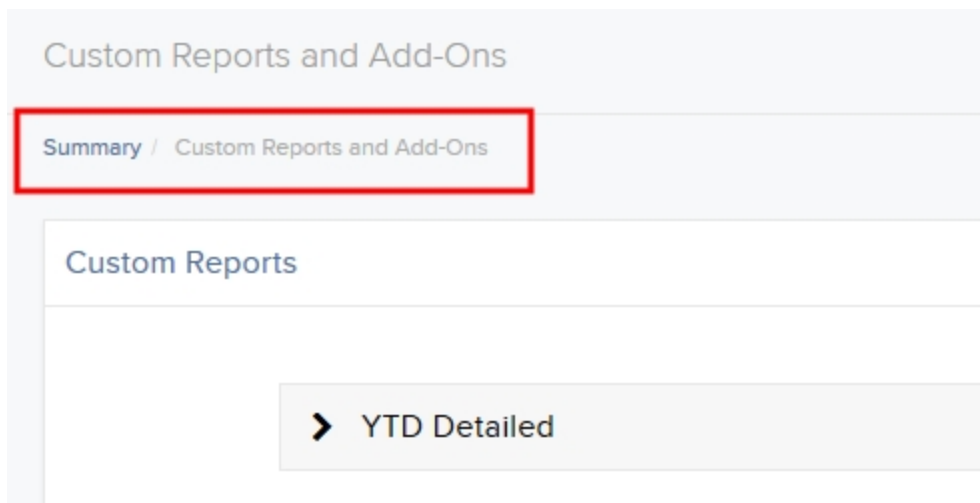 Custom Reports and Add-Ons
Summary / Custom Reports and Add-Ons
Custom Reports
YTD Detailed